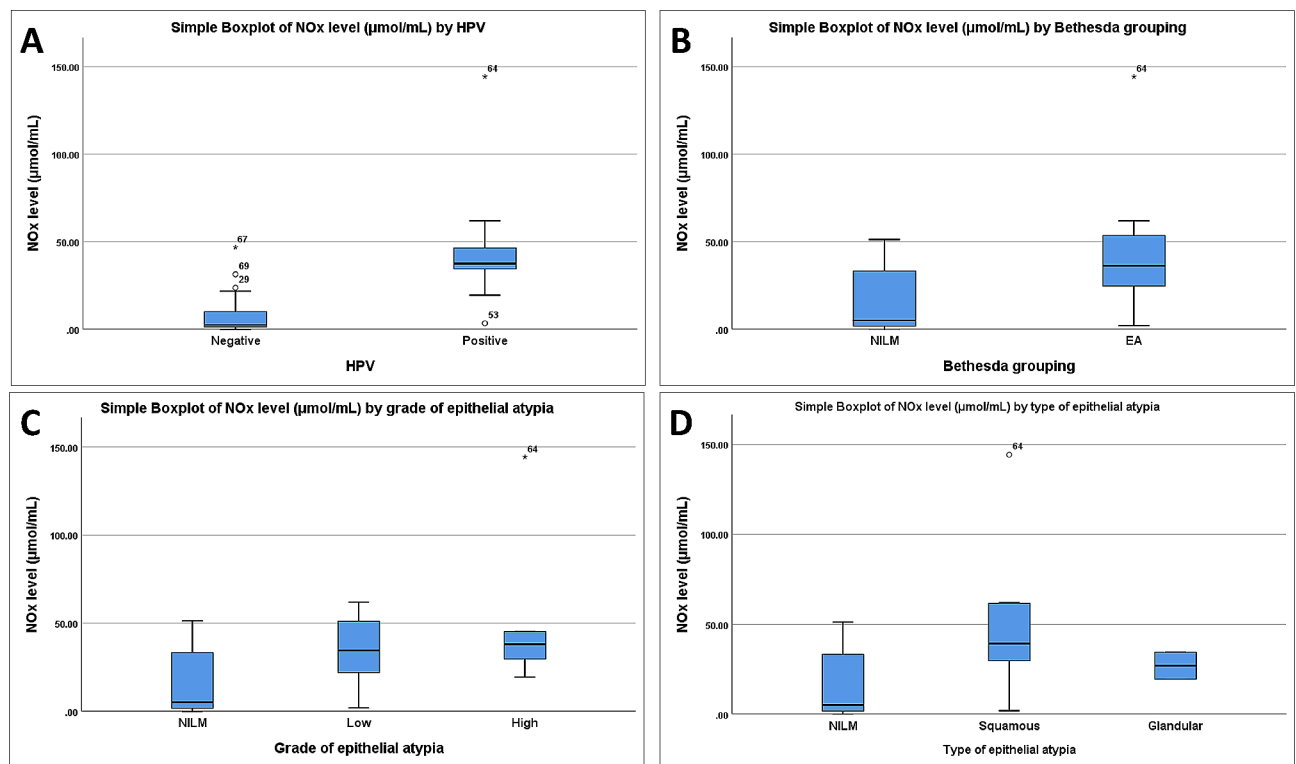 A
Simple Boxplot of NOx level (µmol/mL) by HPV
NOx level (µmol/mL)
150.00
100.00
50.00
.00
64
67
69
29
53
Negative
Positive
HPV
B
Simple Boxplot of NOx level (µmol/mL) by Bethesda grouping
NOx level (µmol/mL)
150.00
100.00
50.00
.00
64
NILM
EA
Bethesda grouping
C
Simple Boxplot of NOx level (µmol/mL) by grade of epithelial atypia
NOx level (µmol/mL)
150.00
100.00
50.00
.00
64
NILM
Low
High
Grade of epithelial atypia
D
Simple Boxplot of NOx level (µmol/mL) by type of epithelial atypia
NOx level (µmol/mL)
150.00
100.00
50.00
.00
64
NILM
Squamous
Glandular
Type of epithelial atypia